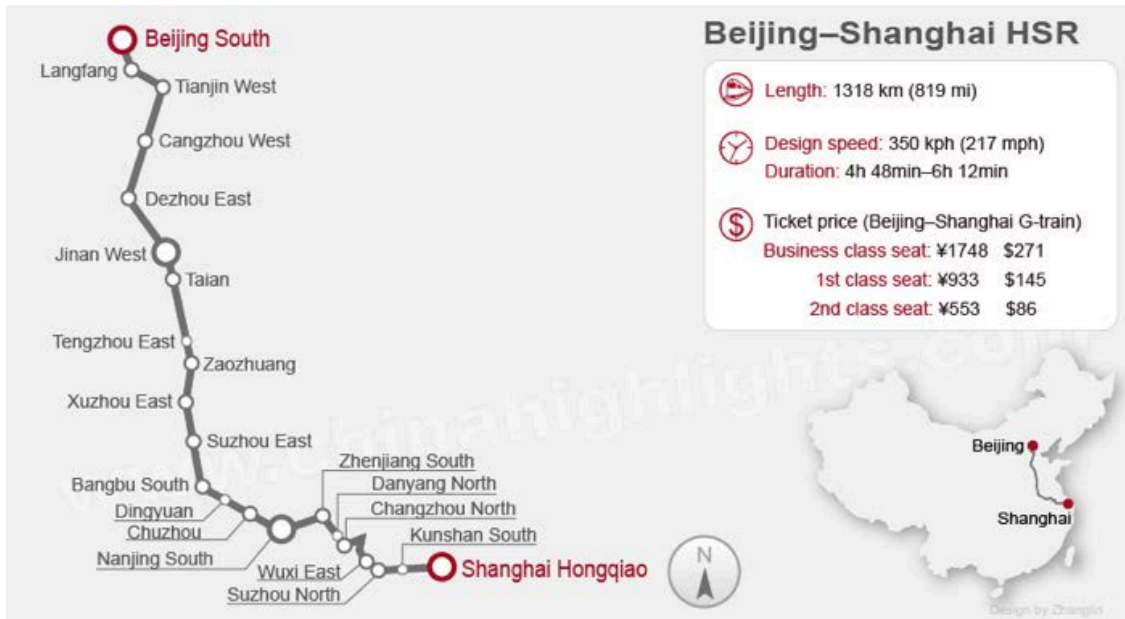 Beijing–Shanghai HSR
Length: 1318 km (819 mi)
Design speed: 350 kph (217 mph)
Duration: 4h 48min–6h 12min
$
Ticket price (Beijing–Shanghai G-train)
Business class seat: ¥1748 $271
1st class seat: ¥933 $145
2nd class seat: ¥553 $86
Beijing South
Langfang
Tianjin West
Cangzhou West
Dezhou East
Jinan West
Taian
Tengzhou East
Zaozhuang
Xuzhou East
Suzhou East
Bangbu South
Dingyuan
Chuzhou
Nanjing South
Zhenjiang South
Danyang North
Changzhou North
Wuxi East
Suzhou North
Kunshan South
Shanghai Hongqiao
N
Beijing
Shanghai
www.chinahighlights.com
Design by Zhanglin